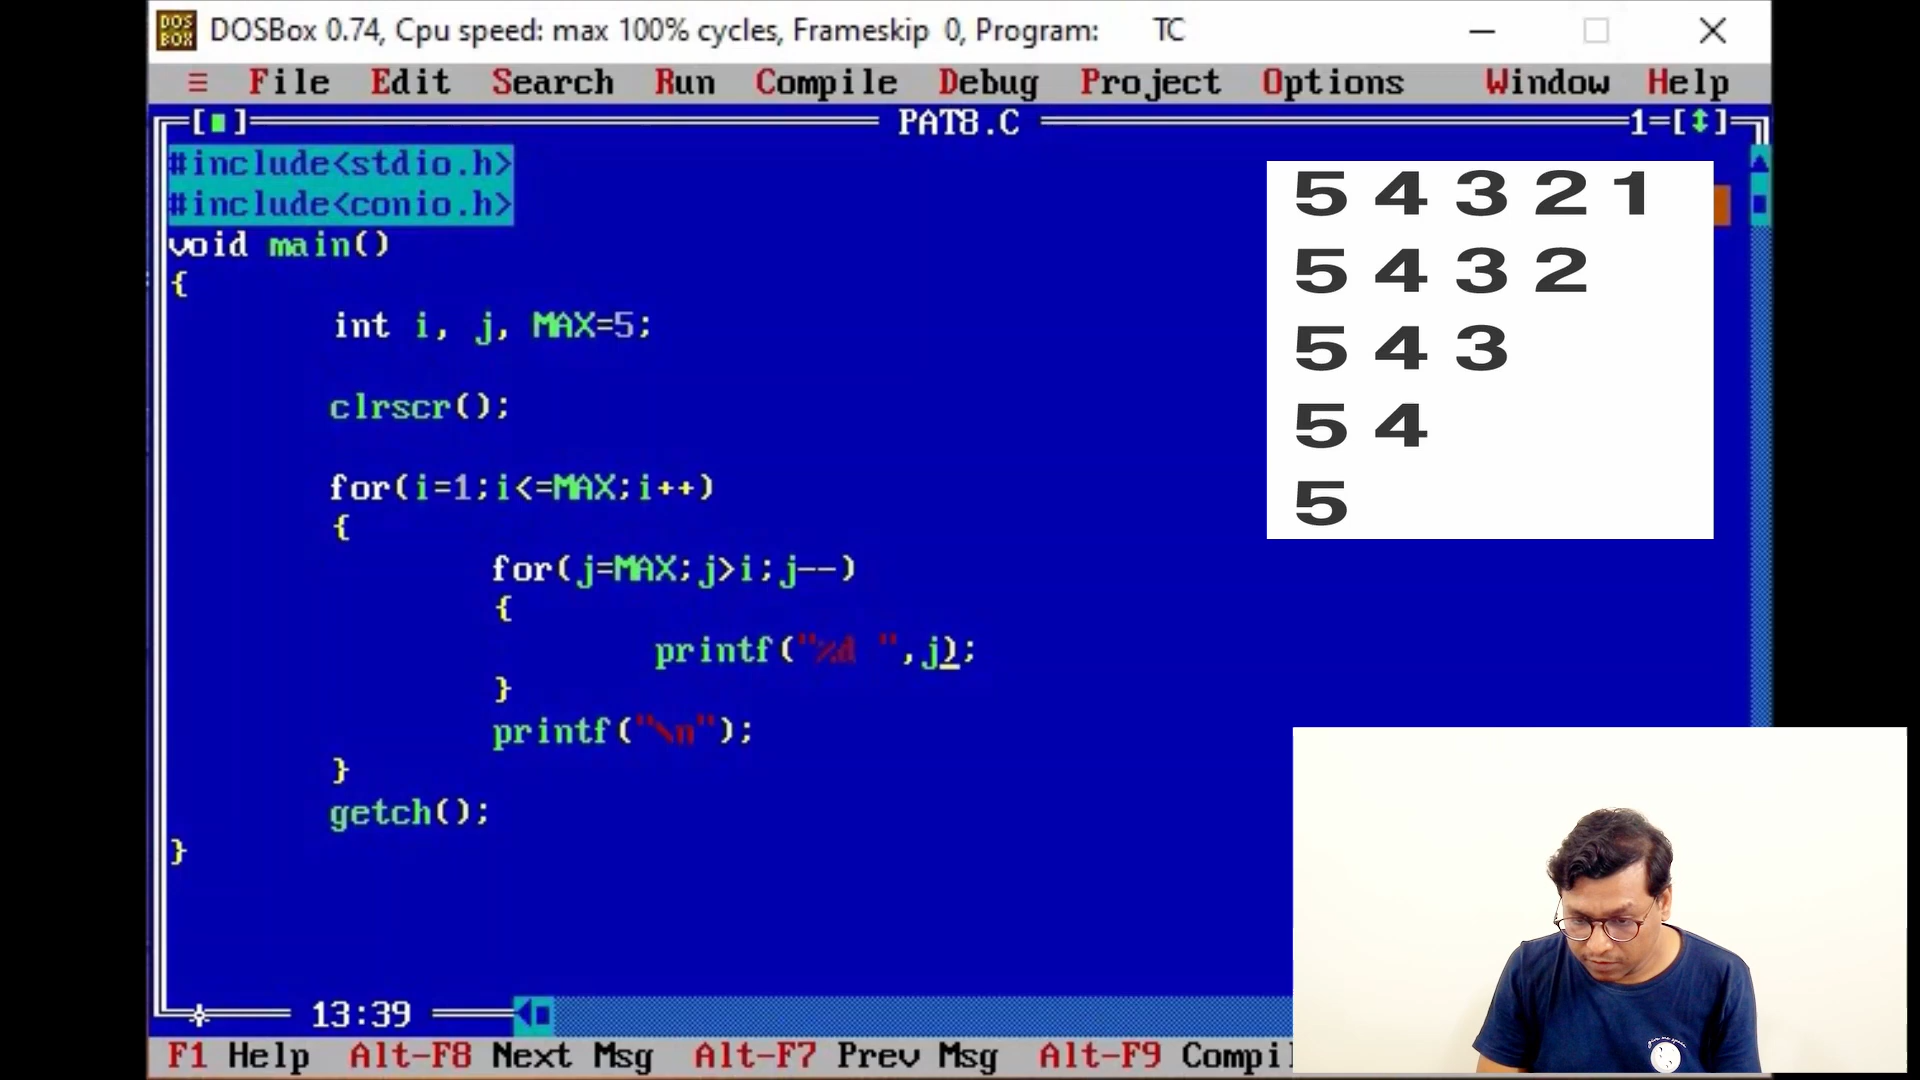 DOS BOX DOSBox 0.74, Cpu speed: max 100% cycles, Frameskip 0, Program: TC
≡ File Edit Search Run Compile Debug Project Options Window Help
[■] PAT8.C 1=[↕]
#include<stdio.h>
#include<conio.h>
void main()
{
int i, j, MAX=5;
clrscr();
for(i=1;i<=MAX;i++)
{
for(j=MAX;j>i;j--)
{
printf("%d ",j);
}
printf("\n");
}
getch();
}
5 4 3 2 1
5 4 3 2
5 4 3
5 4
5
13:39
F1 Help Alt-F8 Next Msg Alt-F7 Prev Msg Alt-F9 Compil